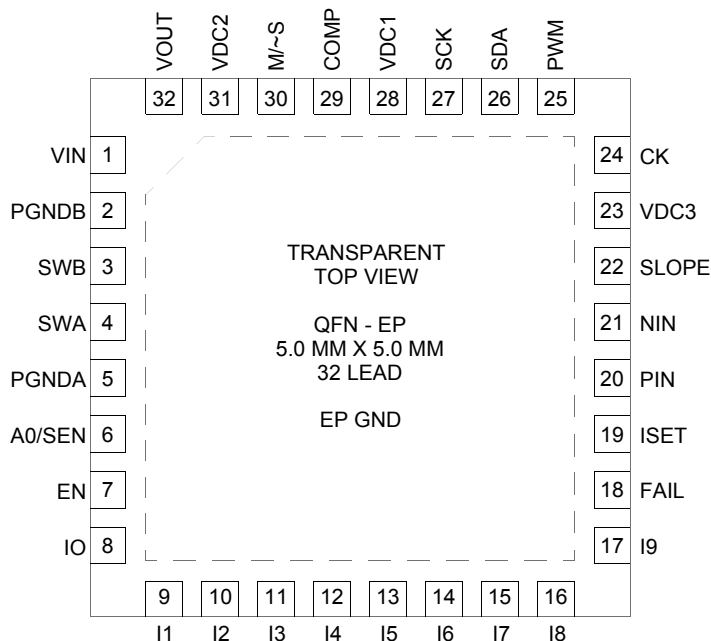 VOUT VDC2 M/~S COMP VDC1 SCK SDA PWM
32 31 30 29 28 27 26 25
VIN 1
PGNDB 2
SWB 3
SWA 4
PGNDA 5
A0/SEN 6
EN 7
IO 8
TRANSPARENT
TOP VIEW
QFN - EP
5.0 MM X 5.0 MM
32 LEAD
EP GND
24 CK
23 VDC3
22 SLOPE
21 NIN
20 PIN
19 ISET
18 FAIL
17 I9
9 10 11 12 13 14 15 16
I1 I2 I3 I4 I5 I6 I7 I8